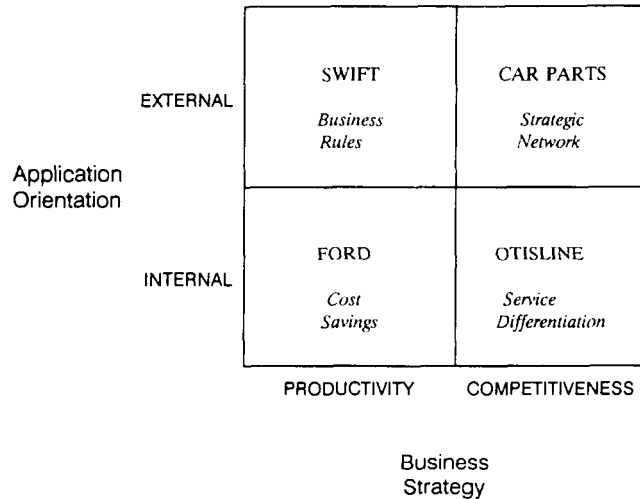 SWIFT
CAR PARTS
EXTERNAL
Business
Rules
Strategic
Network
Application
Orientation
FORD
OTISLINE
INTERNAL
Cost
Savings
Service
Differentiation
PRODUCTIVITY
COMPETITIVENESS
Business
Strategy